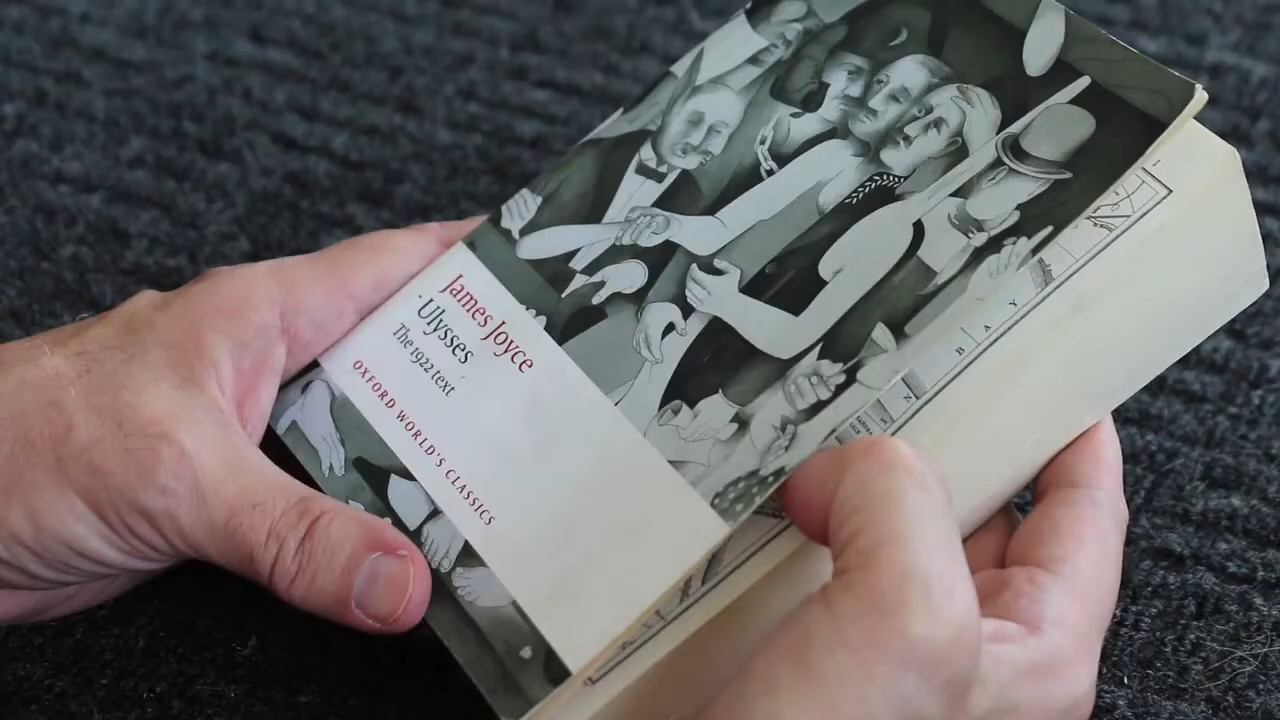 James Joyce
Ulysses
The 1922 text
OXFORD WORLD'S CLASSICS
B A Y